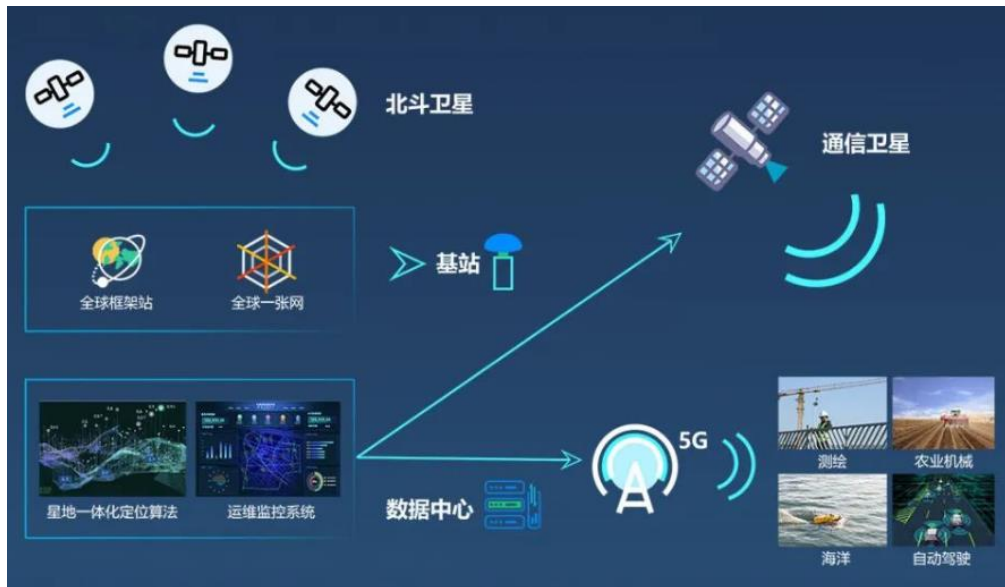 北斗卫星
通信卫星
基站
全球框架站
全球一张网
5G
测绘
农业机械
星地一体化定位算法
运维监控系统
数据中心
海洋
自动驾驶